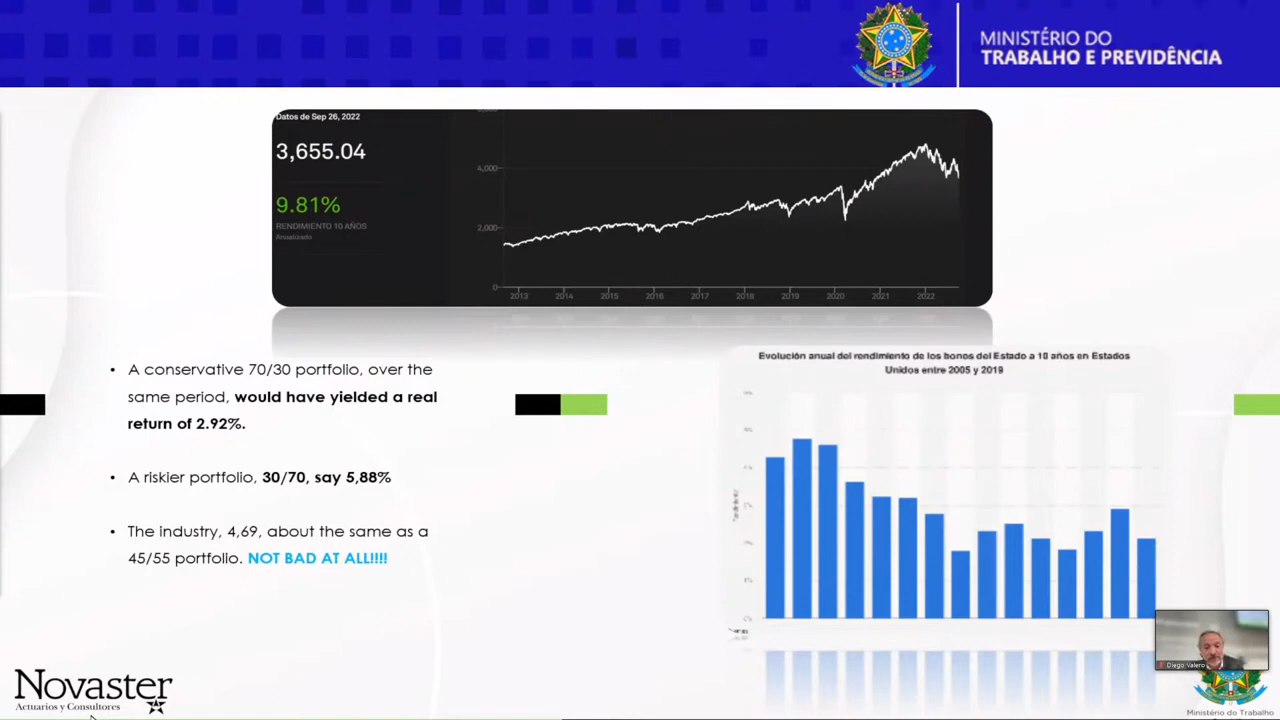 MINISTÉRIO DO
TRABALHO E PREVIDÊNCIA
Datos de Sep 26, 2022
3,655.04
9.81%
RENDIMIENTO 10 AÑOS
Anualizado
4,000
2,000
0
2013 2014 2015 2016 2017 2018 2019 2020 2021 2022
• A conservative 70/30 portfolio, over the
same period, would have yielded a real
return of 2.92%.
• A riskier portfolio, 30/70, say 5,88%
• The industry, 4,69, about the same as a
45/55 portfolio. NOT BAD AT ALL!!!!
Evolución anual del rendimiento de los bonos del Estado a 10 años en Estados
Unidos entre 2005 y 2019
Diego Valero
Novaster
Actuarios y Consultores
Ministério do Trabalho